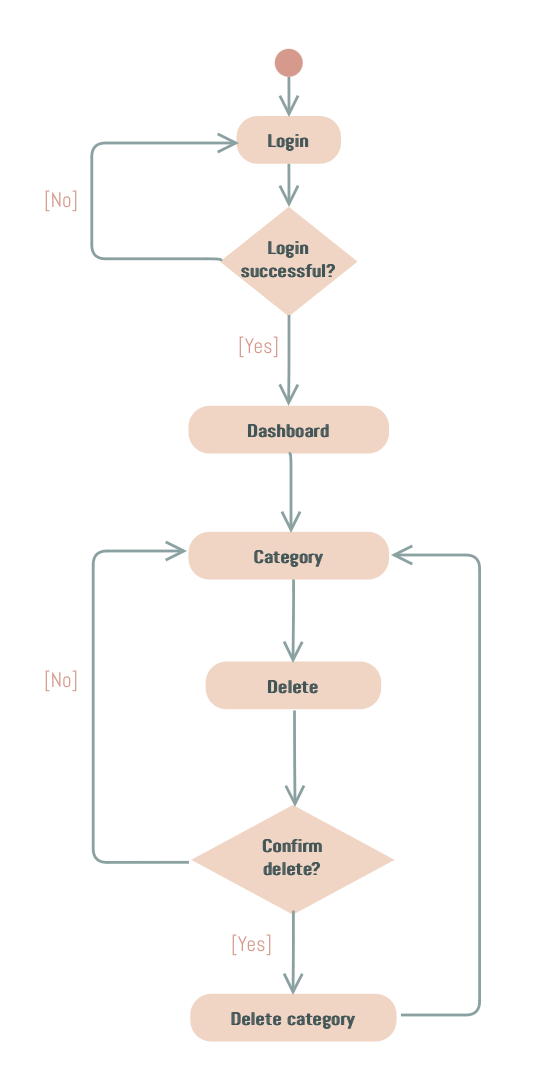 Login
[No]
Login
successful?
[Yes]
Dashboard
Category
[No]
Delete
Confirm
delete?
[Yes]
Delete category